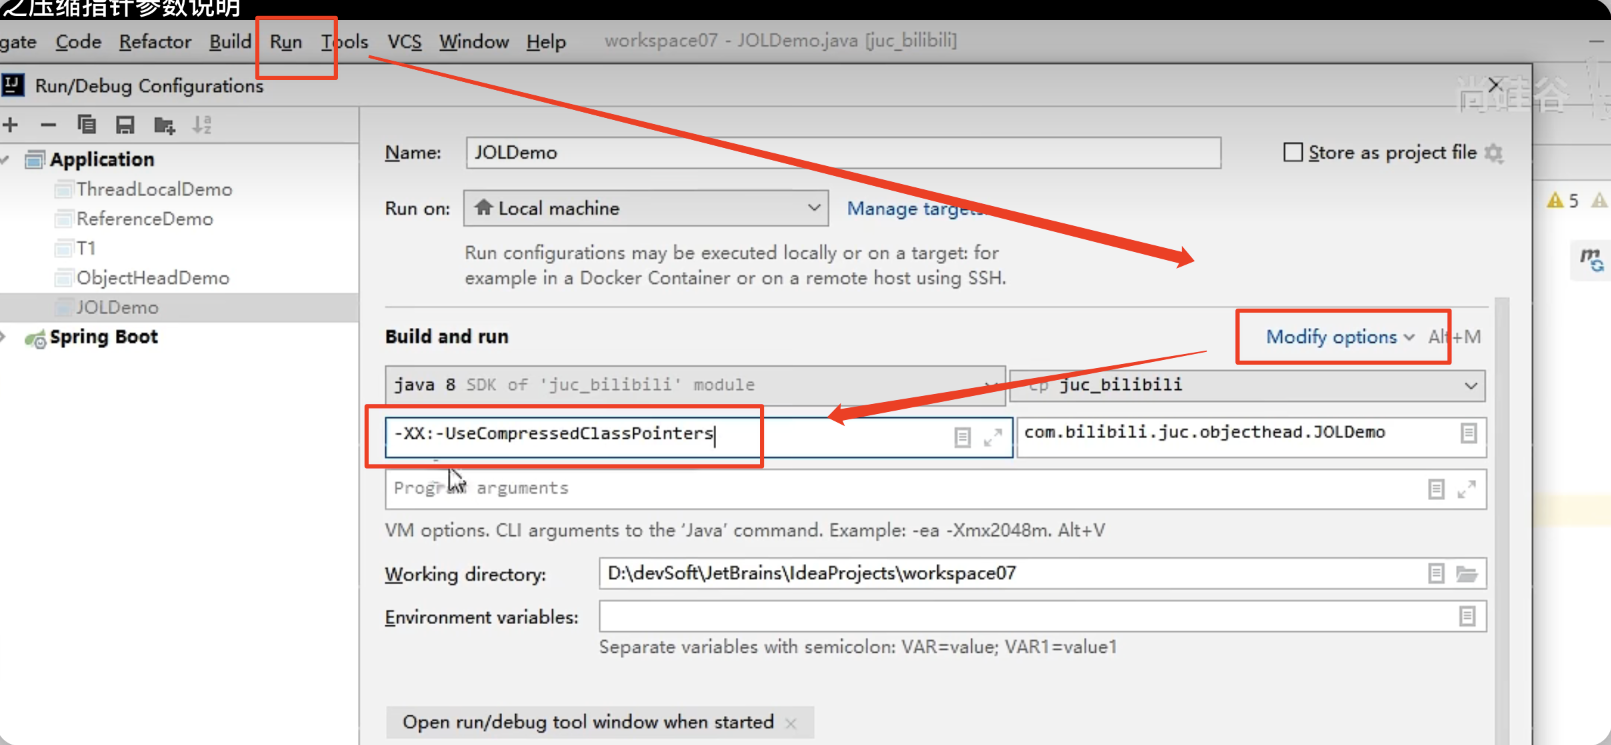 之压缩指针参数说明
gate Code Refactor Build Run Tools VCS Window Help workspace07 - JOLDemo.java [juc_bilibili]
Run/Debug Configurations
尚硅谷
Application
ThreadLocalDemo
ReferenceDemo
T1
ObjectHeadDemo
JOLDemo
Spring Boot
Name: JOLDemo
Store as project file
Run on: Local machine
Manage targets
Run configurations may be executed locally or on a target: for
example in a Docker Container or on a remote host using SSH.
5
m
Build and run
Modify options Alt+M
java 8 SDK of 'juc_bilibili' module
-cp juc_bilibili
-XX:-UseCompressedClassPointers
com.bilibili.juc.objecthead.JOLDemo
Program arguments
VM options. CLI arguments to the ‘Java’ command. Example: -ea -Xmx2048m. Alt+V
Working directory: D:\devSoft\JetBrains\IdeaProjects\workspace07
Environment variables:
Separate variables with semicolon: VAR=value; VAR1=value1
Open run/debug tool window when started ×